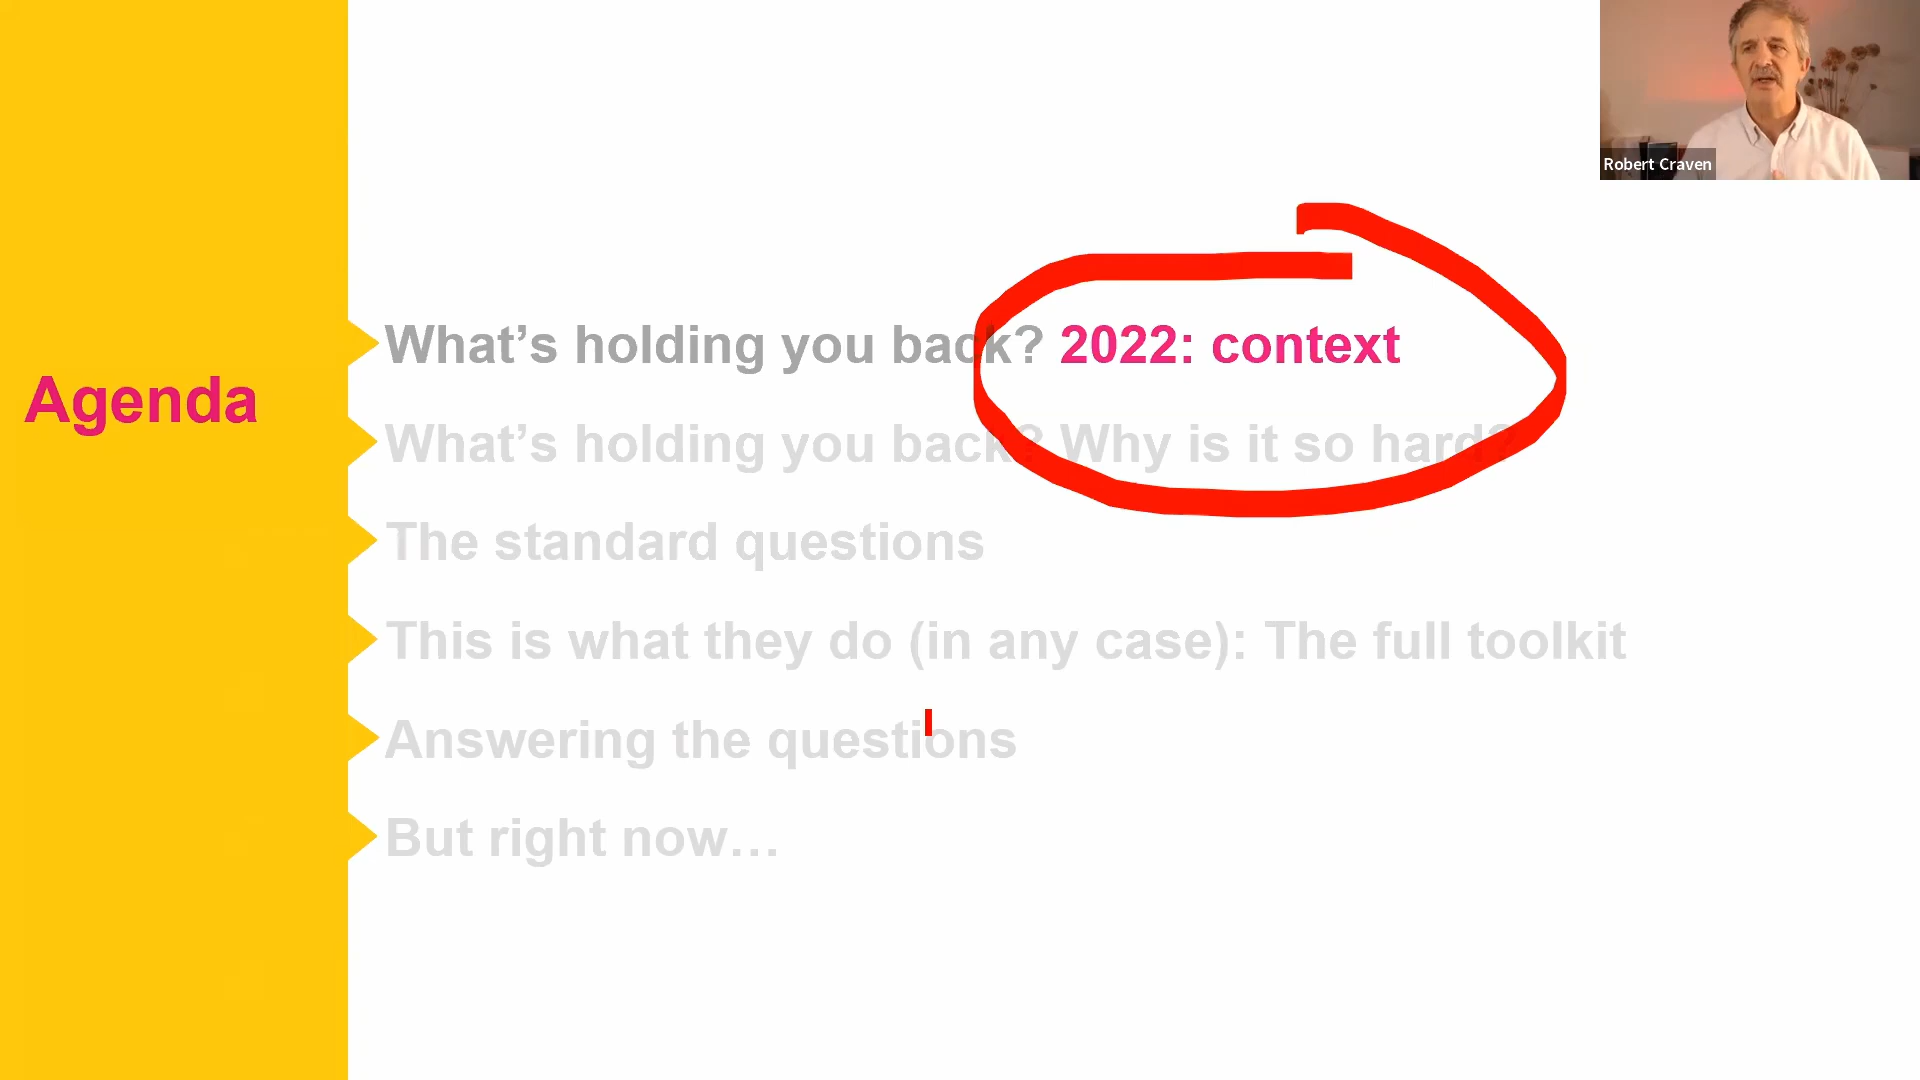 Robert Craven
Agenda
What’s holding you back? 2022: context
What’s holding you back? Why is it so hard?
The standard questions
This is what they do (in any case): The full toolkit
Answering the questions
But right now…